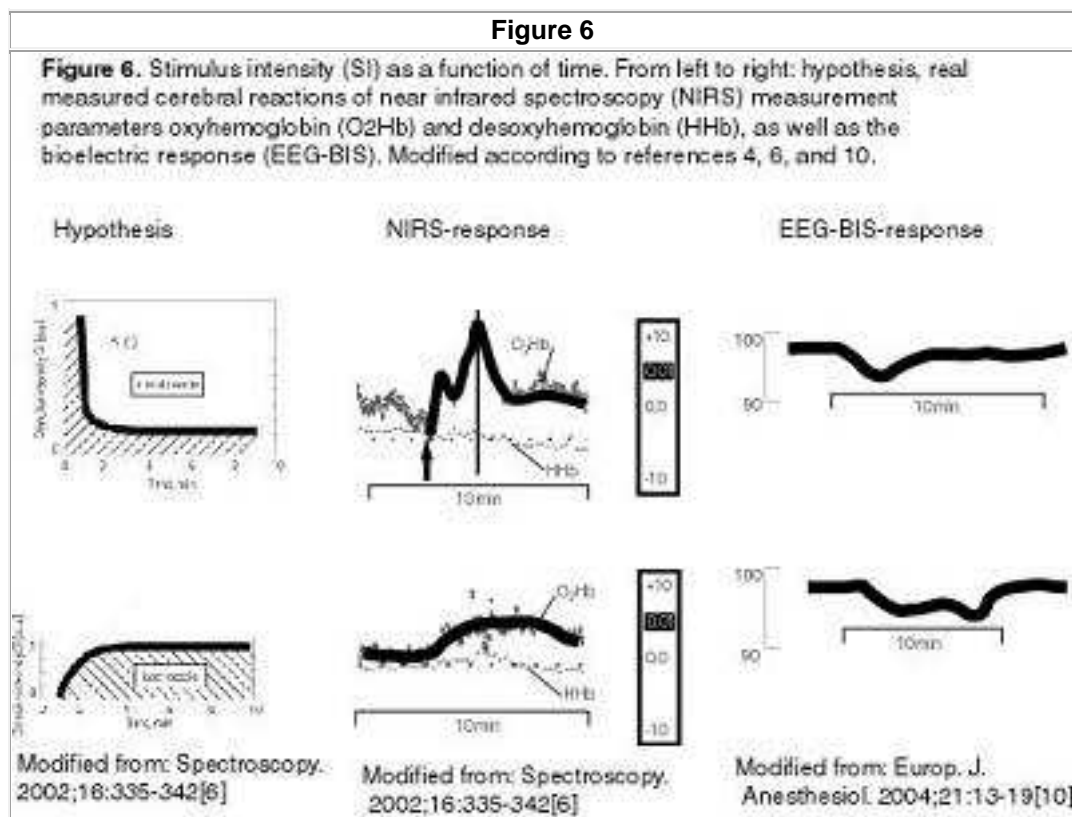 Figure 6
Figure 6. Stimulus intensity (SI) as a function of time. From left to right: hypothesis, real
measured cerebral reactions of near infrared spectroscopy (NIRS) measurement
parameters oxyhemoglobin (O2Hb) and desoxyhemoglobin (HHb), as well as the
bioelectric response (EEG-BIS). Modified according to references 4, 6, and 10.
Hypothesis
NIRS-response
EEG-BIS-response
O2Hb
HHb
10min
+10
0,0
-10
100
90
10min
O2Hb
HHb
10min
+10
0,0
-10
100
90
10min
Modified from: Spectroscopy.
2002;16:335-342[6]
Modified from: Spectroscopy.
2002;16:335-342[6]
Modified from: Europ. J.
Anesthesiol. 2004;21:13-19[10]